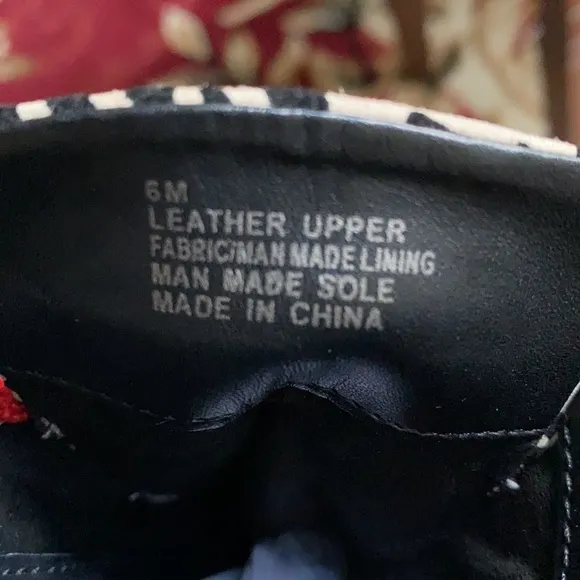 6M
LEATHER UPPER
FABRIC/MAN MADE LINING
MAN MADE SOLE
MADE IN CHINA